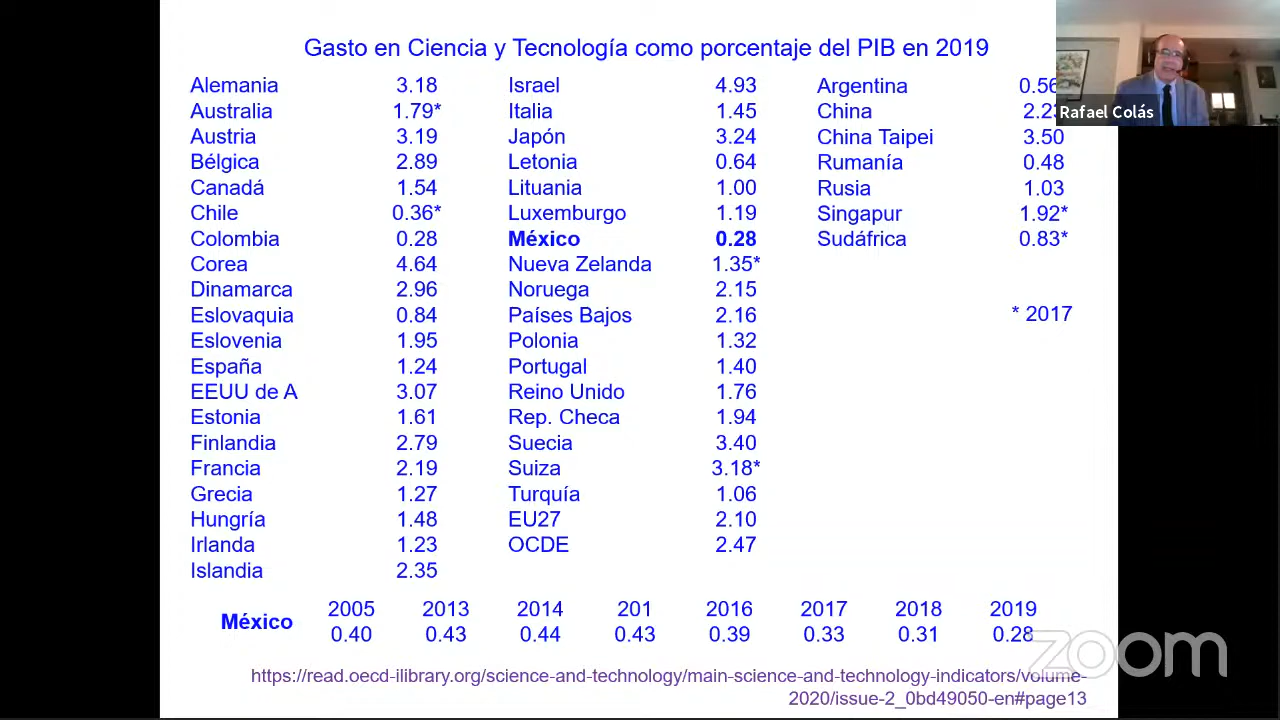 Gasto en Ciencia y Tecnología como porcentaje del PIB en 2019
Alemania 3.18
Australia 1.79*
Austria 3.19
Bélgica 2.89
Canadá 1.54
Chile 0.36*
Colombia 0.28
Corea 4.64
Dinamarca 2.96
Eslovaquia 0.84
Eslovenia 1.95
España 1.24
EEUU de A 3.07
Estonia 1.61
Finlandia 2.79
Francia 2.19
Grecia 1.27
Hungría 1.48
Irlanda 1.23
Islandia 2.35
Israel 4.93
Italia 1.45
Japón 3.24
Letonia 0.64
Lituania 1.00
Luxemburgo 1.19
México 0.28
Nueva Zelanda 1.35*
Noruega 2.15
Países Bajos 2.16
Polonia 1.32
Portugal 1.40
Reino Unido 1.76
Rep. Checa 1.94
Suecia 3.40
Suiza 3.18*
Turquía 1.06
EU27 2.10
OCDE 2.47
Argentina 0.56
China 2.23
China Taipei 3.50
Rumanía 0.48
Rusia 1.03
Singapur 1.92*
Sudáfrica 0.83*
* 2017
Rafael Colás
2005 2013 2014 201 2016 2017 2018 2019
México
0.40 0.43 0.44 0.43 0.39 0.33 0.31 0.28
https://read.oecd-ilibrary.org/science-and-technology/main-science-and-technology-indicators/volume-
2020/issue-2_0bd49050-en#page13
zoom